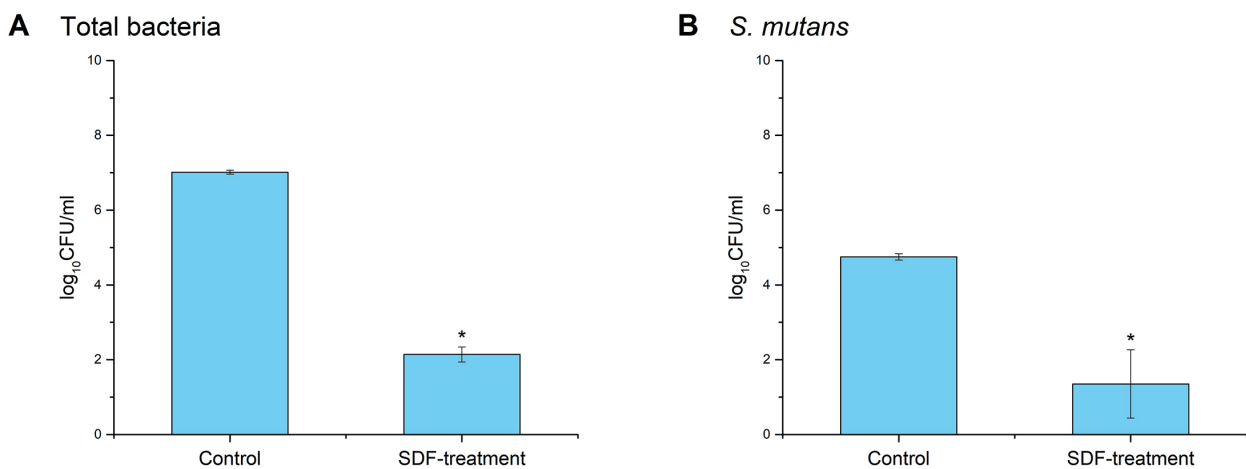 A Total bacteria
10
8
6
4
2
0
log₁₀CFU/ml
*
Control SDF-treatment
B S. mutans
10
8
6
4
2
0
log₁₀CFU/ml
*
Control SDF-treatment